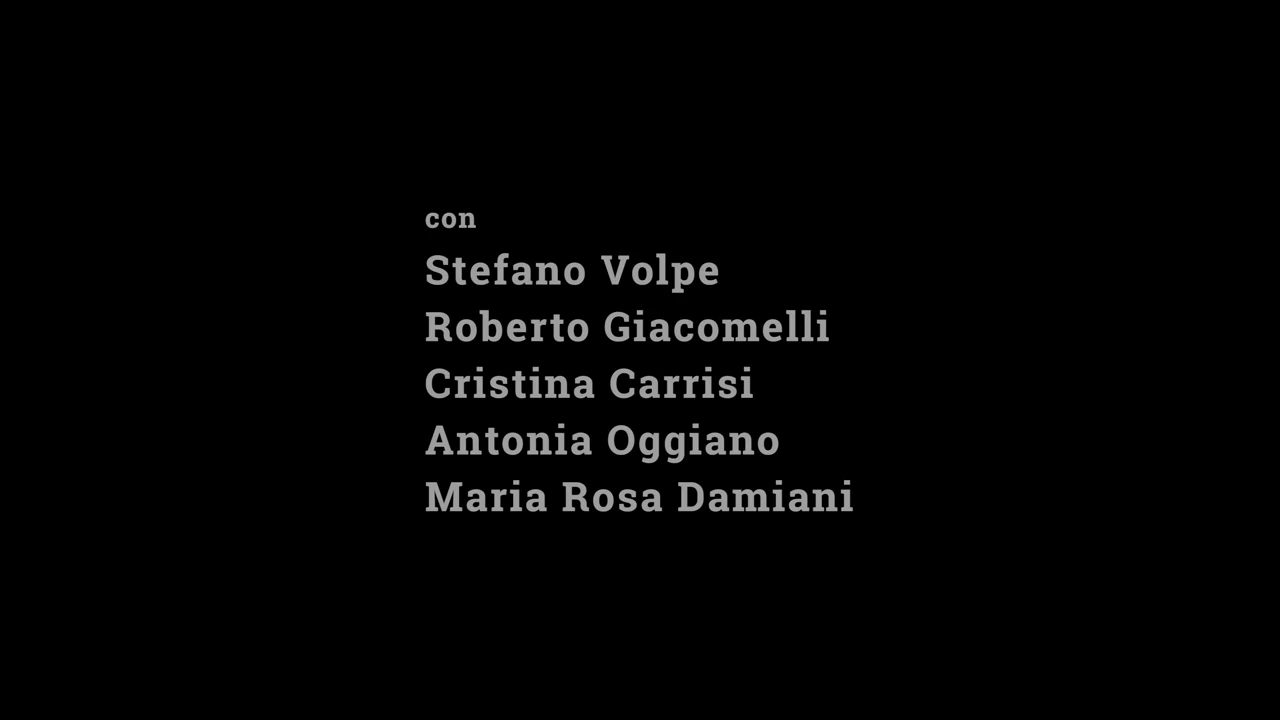 con
Stefano Volpe
Roberto Giacomelli
Cristina Carrisi
Antonia Oggiano
Maria Rosa Damiani